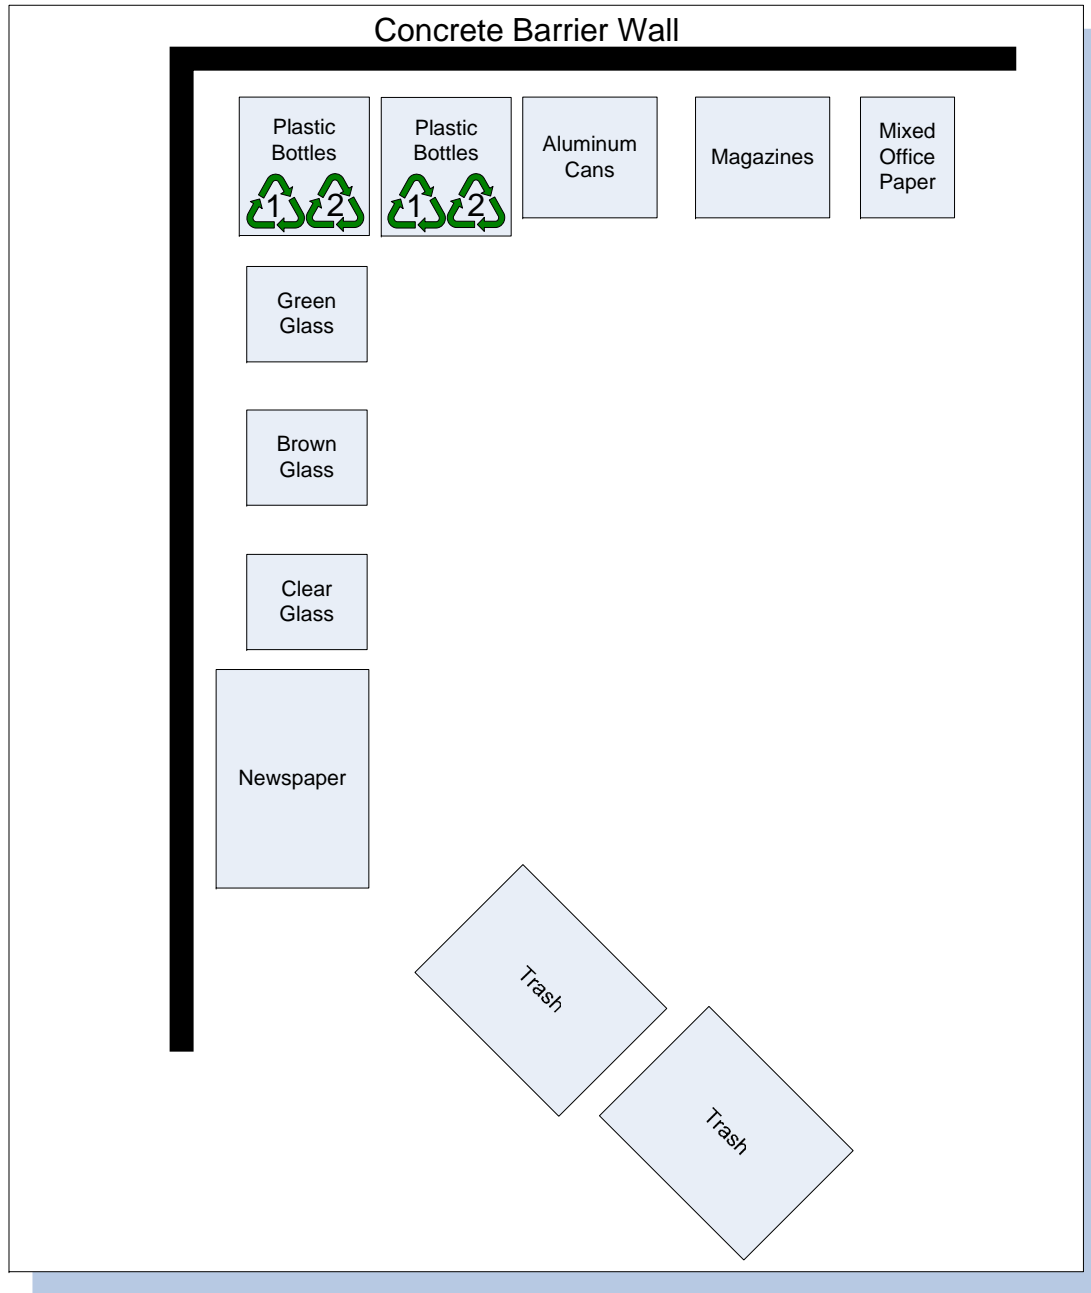 Concrete Barrier Wall
Plastic
Bottles
1 2
Plastic
Bottles
1 2
Aluminum
Cans
Magazines
Mixed
Office
Paper
Green
Glass
Brown
Glass
Clear
Glass
Newspaper
Trash
Trash